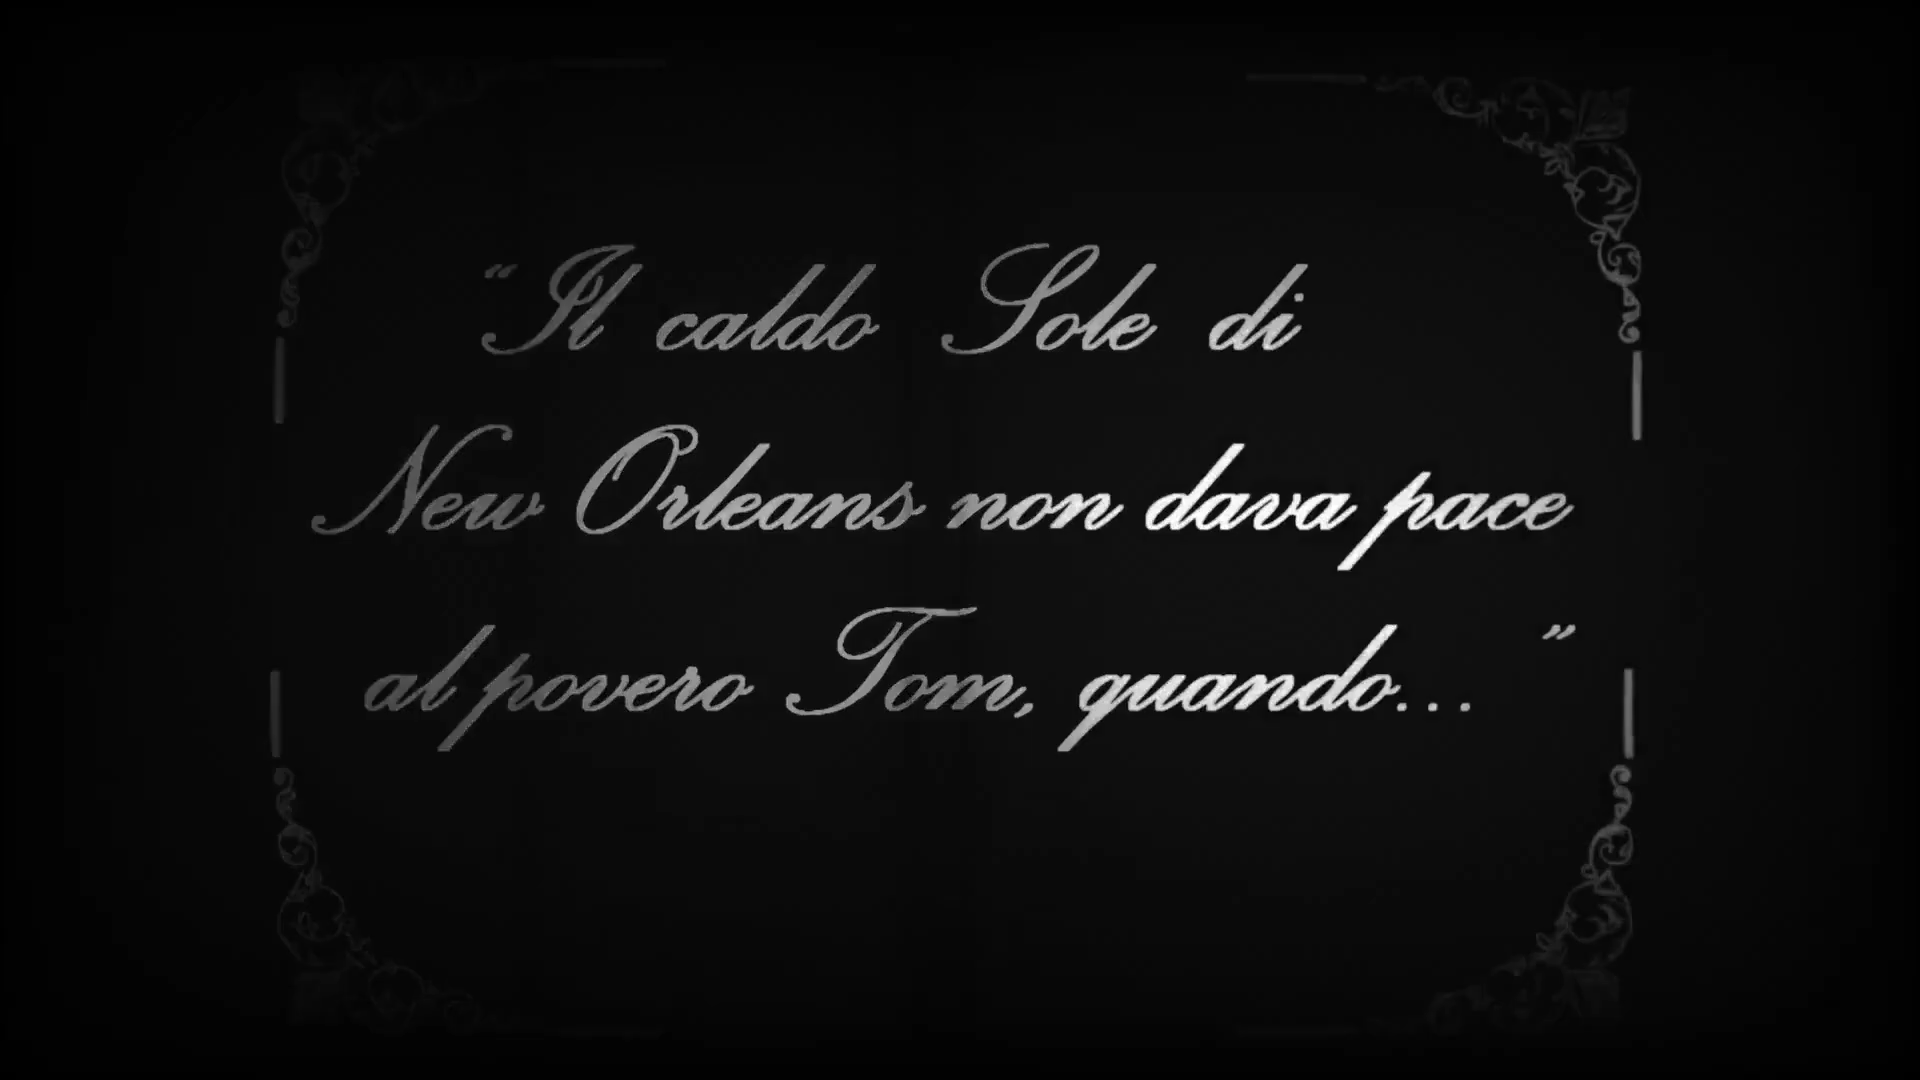 “Il caldo Sole di
New Orleans non dava pace
al povero Tom, quando... ”